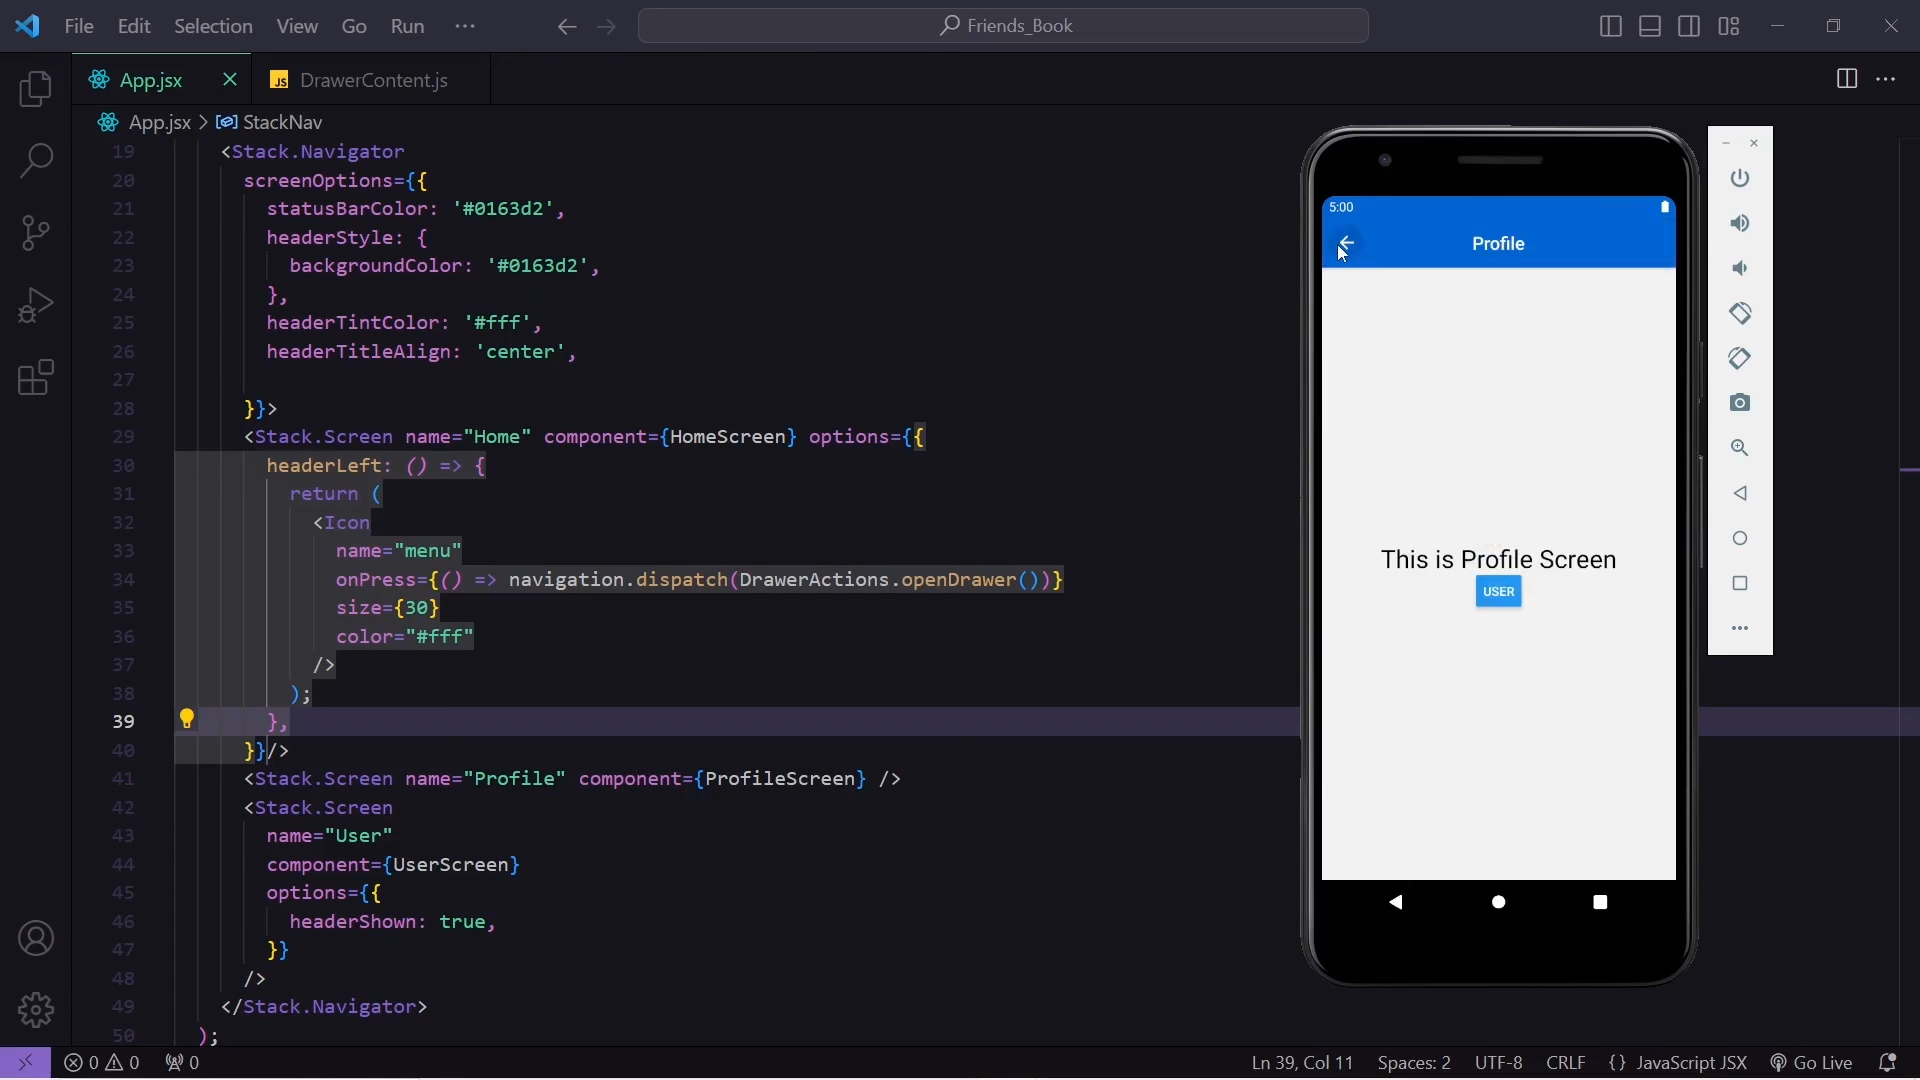 File Edit Selection View Go Run ··· Friends_Book
App.jsx JS DrawerContent.js
App.jsx > StackNav
19 <Stack.Navigator
20 screenOptions={{
21 statusBarColor: '#0163d2',
22 headerStyle: {
23 backgroundColor: '#0163d2',
24 },
25 headerTintColor: '#fff',
26 headerTitleAlign: 'center',
27
28 }}>
29 <Stack.Screen name="Home" component={HomeScreen} options={{
30 headerLeft: () => {
31 return (
32 <Icon
33 name="menu"
34 onPress={() => navigation.dispatch(DrawerActions.openDrawer())}
35 size={30}
36 color="#fff"
37 />
38 );
39 },
40 }}/>
41 <Stack.Screen name="Profile" component={ProfileScreen} />
42 <Stack.Screen
43 name="User"
44 component={UserScreen}
45 options={{
46 headerShown: true,
47 }}
48 />
49 </Stack.Navigator>
50 );
5:00
Profile
This is Profile Screen
USER
0 0 0 Ln 39, Col 11 Spaces: 2 UTF-8 CRLF {} JavaScript JSX Go Live